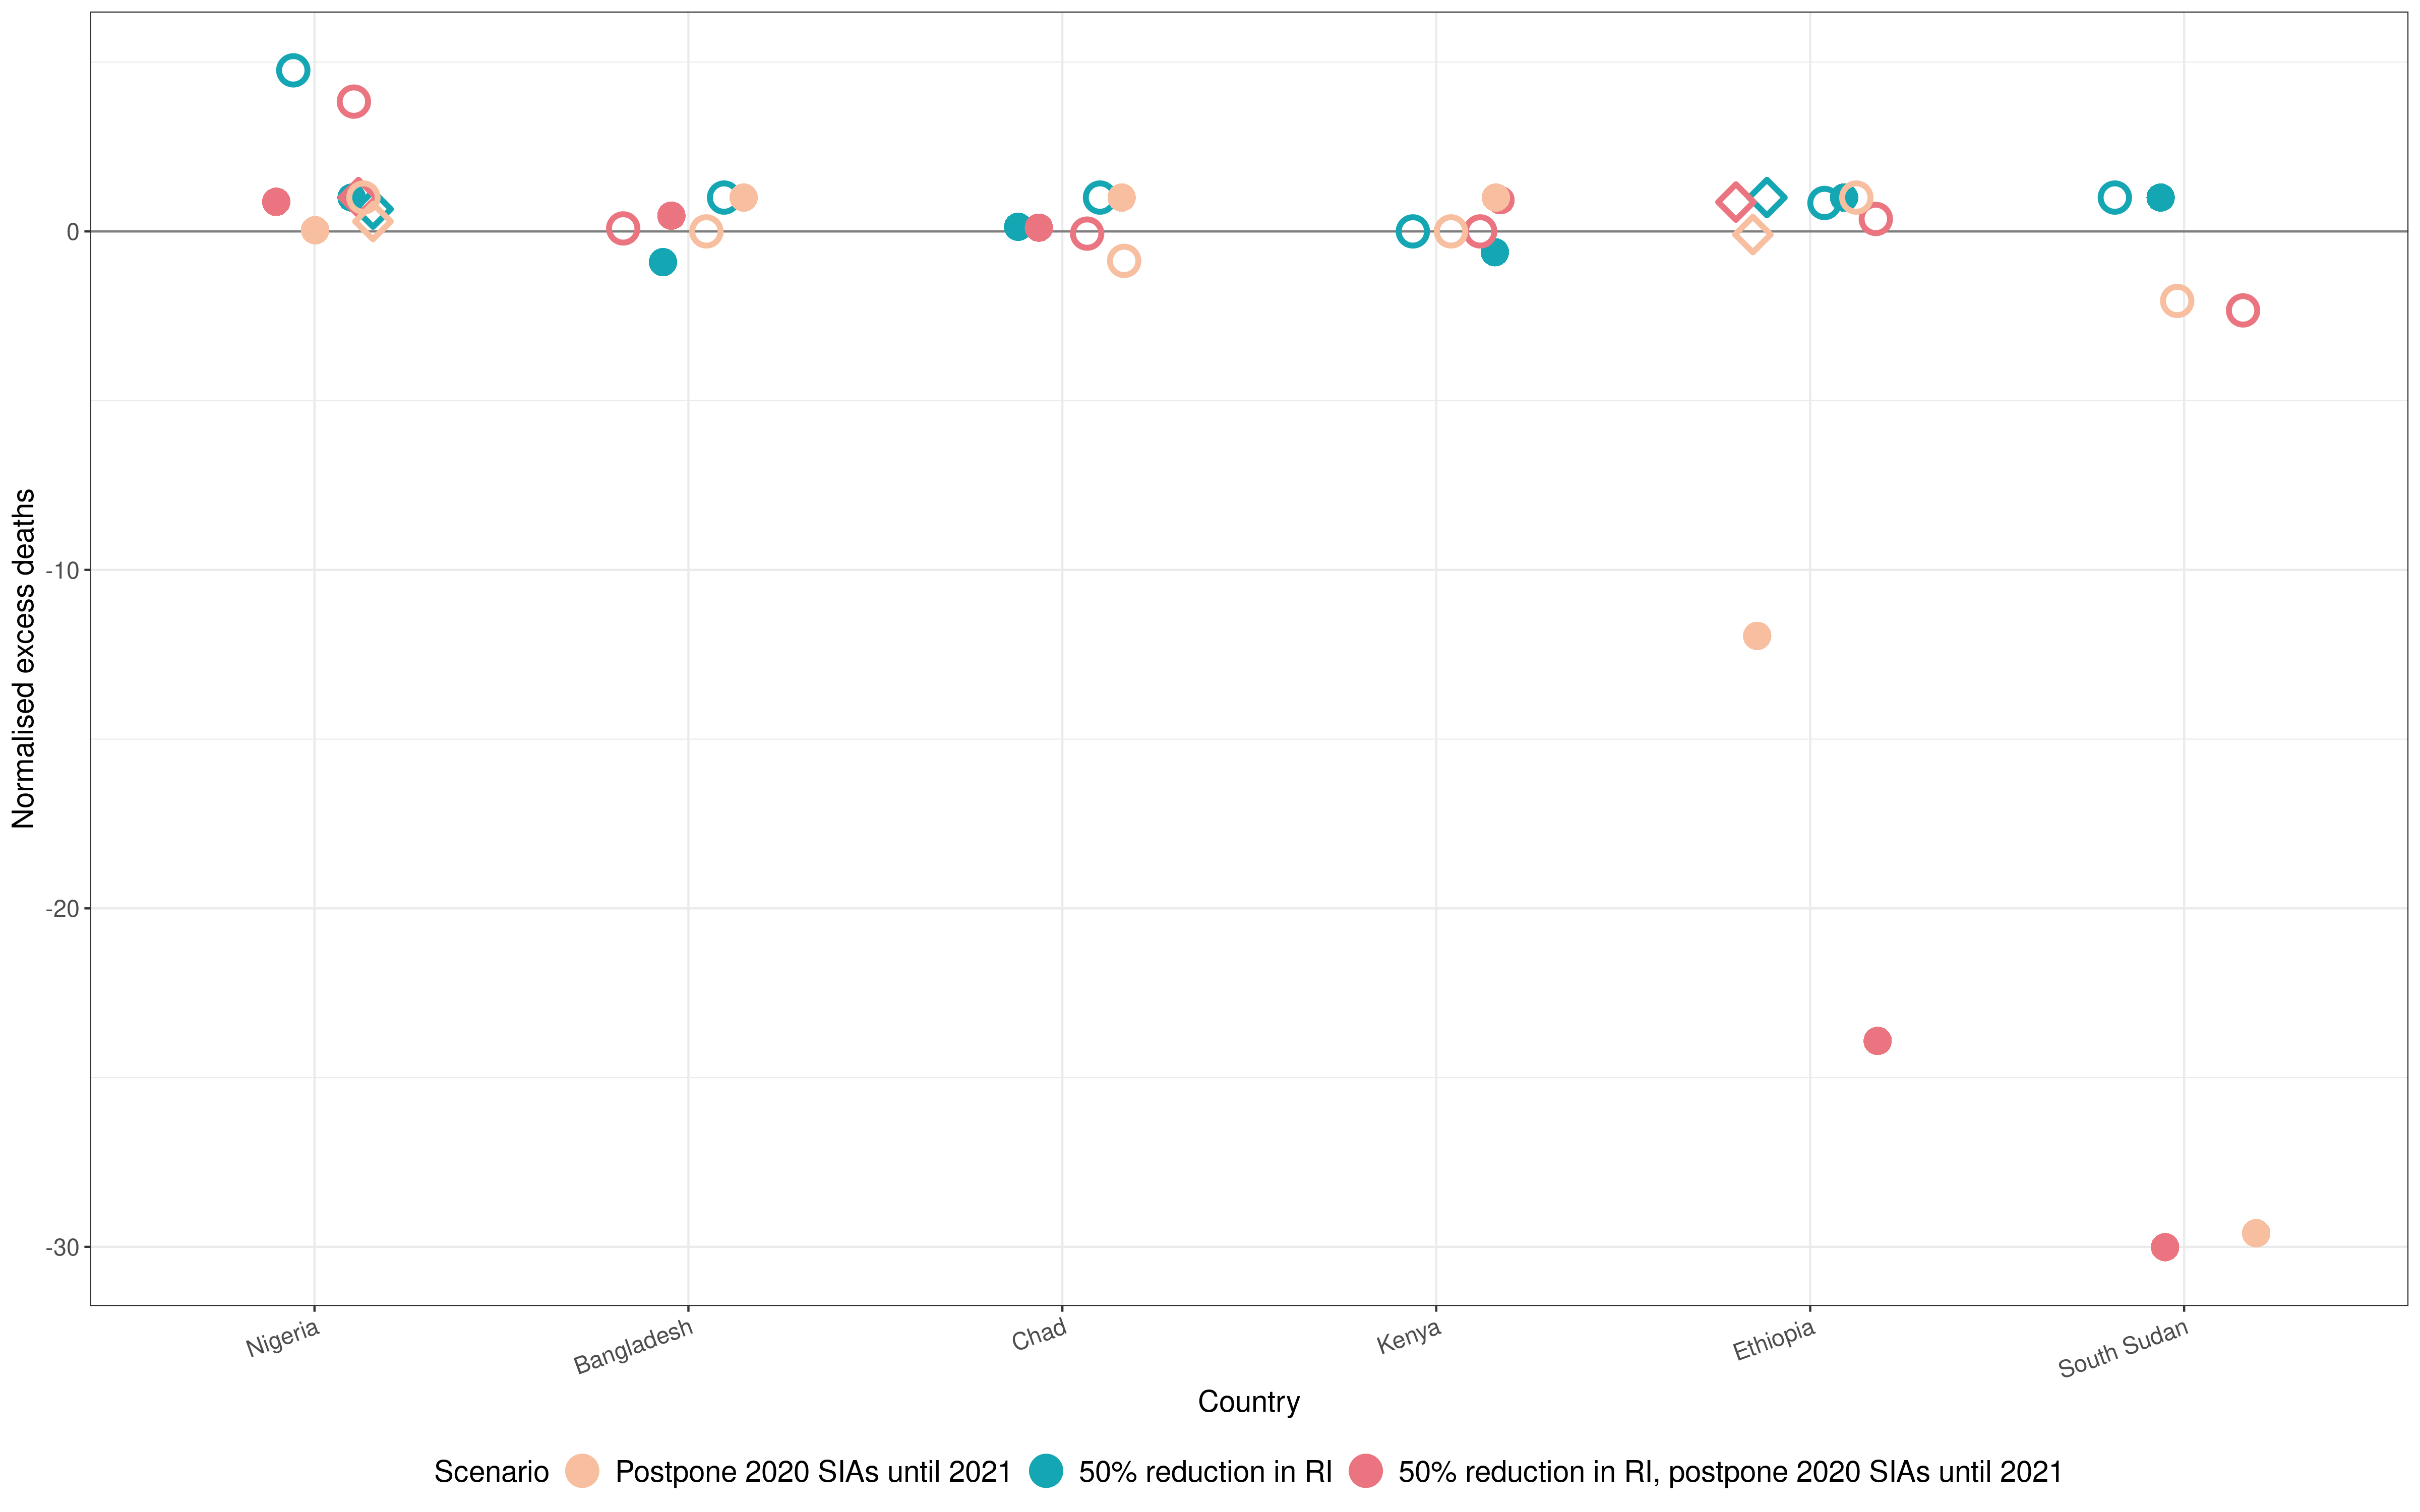 Normalised excess deaths
0
-10
-20
-30
Nigeria
Bangladesh
Chad
Kenya
Ethiopia
South Sudan
Country
Scenario Postpone 2020 SIAs until 2021 50% reduction in RI 50% reduction in RI, postpone 2020 SIAs until 2021